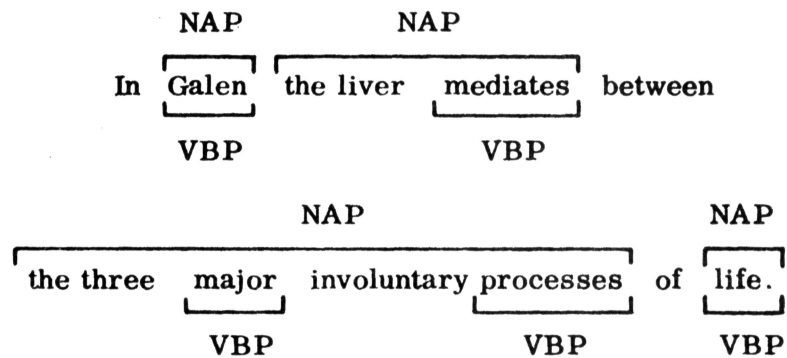 NAP NAP
In Galen the liver mediates between
VBP VBP
NAP NAP
the three major involuntary processes of life.
VBP VBP VBP